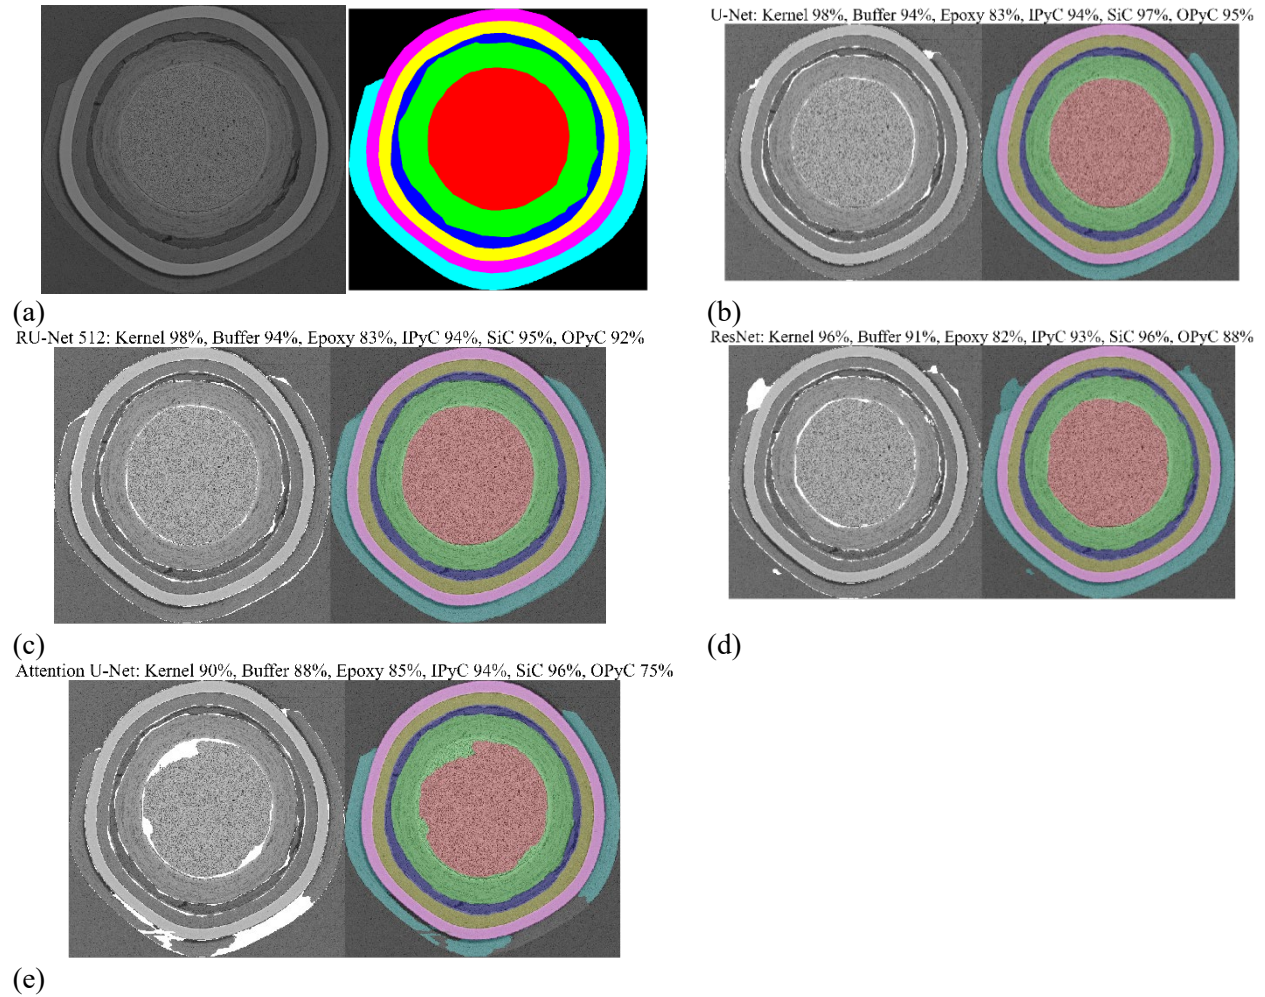 U-Net: Kernel 98%, Buffer 94%, Epoxy 83%, IPyC 94%, SiC 97%, OPyC 95%
(a)
(b)
RU-Net 512: Kernel 98%, Buffer 94%, Epoxy 83%, IPyC 94%, SiC 95%, OPyC 92%
ResNet: Kernel 96%, Buffer 91%, Epoxy 82%, IPyC 93%, SiC 96%, OPyC 88%
(c)
(d)
Attention U-Net: Kernel 90%, Buffer 88%, Epoxy 85%, IPyC 94%, SiC 96%, OPyC 75%
(e)